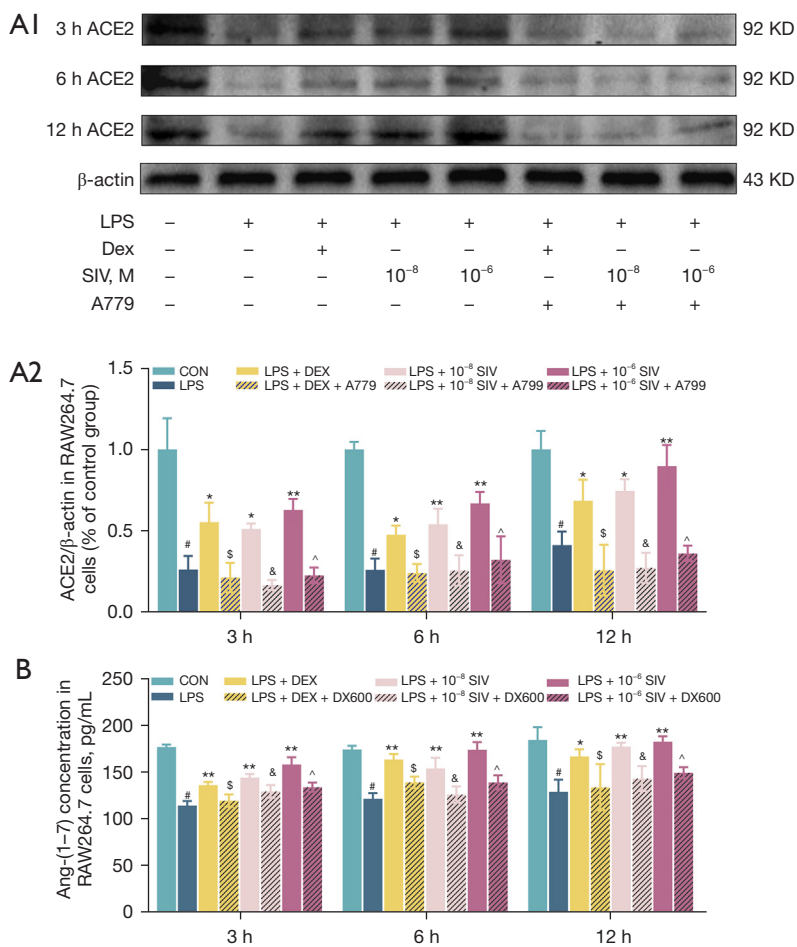 A1
3 h ACE2 92 KD
6 h ACE2 92 KD
12 h ACE2 92 KD
β-actin 43 KD
LPS – + + + + + + +
Dex – – + – – + – –
SIV, M – – – 10⁻⁸ 10⁻⁶ – 10⁻⁸ 10⁻⁶
A779 – – – – – + + +
A2
ACE2/β-actin in RAW264.7
cells (% of control group)
1.5
1.0
0.5
0.0
CON LPS + DEX LPS + 10⁻⁸ SIV LPS + 10⁻⁶ SIV
LPS LPS + DEX + A779 LPS + 10⁻⁸ SIV + A799 LPS + 10⁻⁶ SIV + A799
# * $ * & ** ^
# * $ ** & ** ^
# * $ * & ** ^
3 h 6 h 12 h
B
Ang-(1–7) concentration in
RAW264.7 cells, pg/mL
250
200
150
100
50
0
CON LPS + DEX LPS + 10⁻⁸ SIV LPS + 10⁻⁶ SIV
LPS LPS + DEX + DX600 LPS + 10⁻⁸ SIV + DX600 LPS + 10⁻⁶ SIV + DX600
# ** $ ** & ** ^
# ** $ ** & ** ^
# * $ ** & ** ^
3 h 6 h 12 h